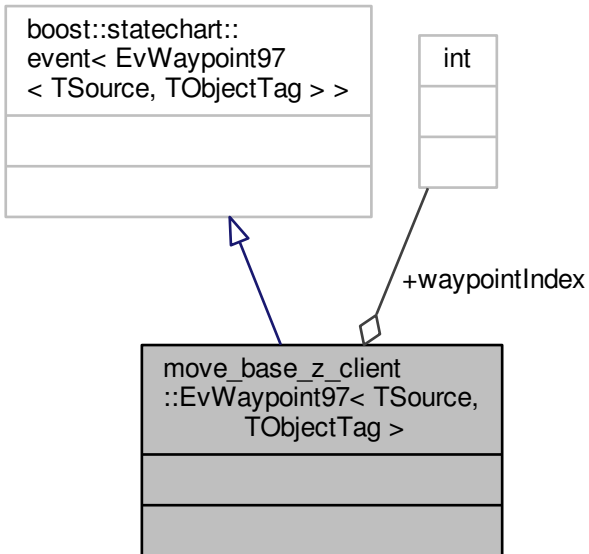 boost::statechart::
event< EvWaypoint97
< TSource, TObjectTag > >
int
+waypointIndex
move_base_z_client
::EvWaypoint97< TSource,
TObjectTag >